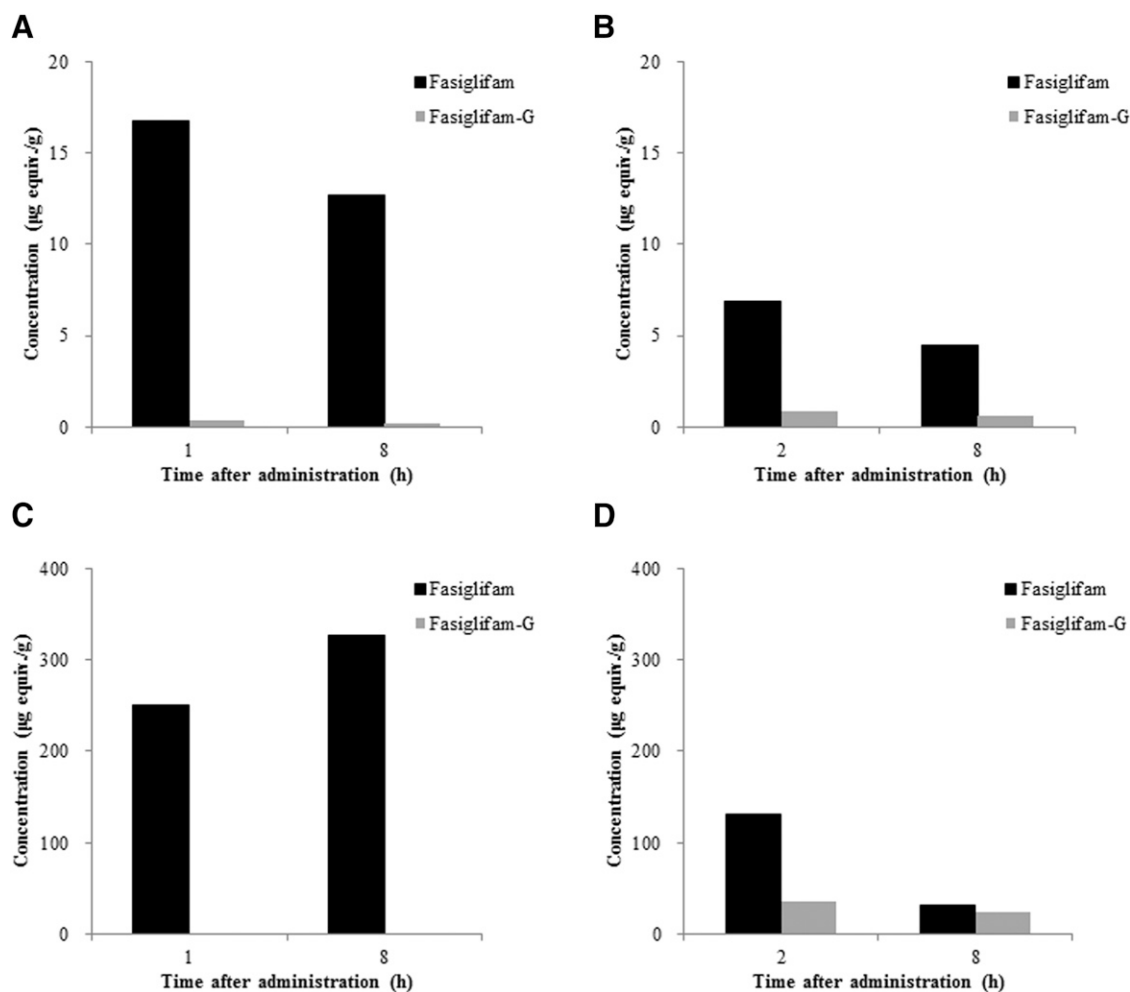 A
20
15
10
5
0
Concentration (µg equiv./g)
Fasiglifam
Fasiglifam-G
1 8
Time after administration (h)
B
20
15
10
5
0
Concentration (µg equiv./g)
Fasiglifam
Fasiglifam-G
2 8
Time after administration (h)
C
400
300
200
100
0
Concentration (µg equiv./g)
Fasiglifam
Fasiglifam-G
1 8
Time after administration (h)
D
400
300
200
100
0
Concentration (µg equiv./g)
Fasiglifam
Fasiglifam-G
2 8
Time after administration (h)